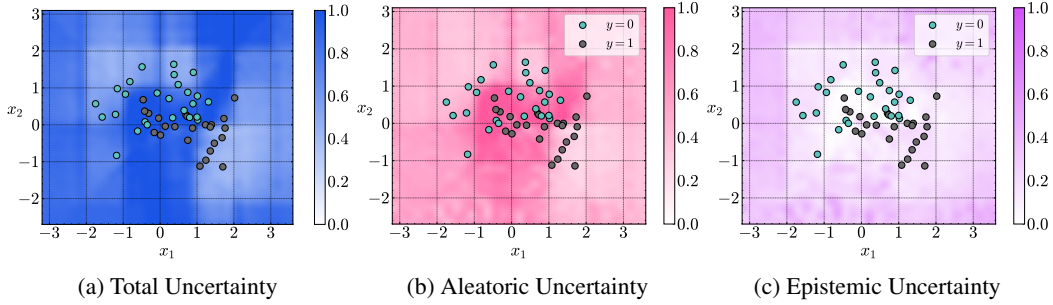 3
2
1
0
−1
−2
x₂
−3 −2 −1 0 1 2 3
x₁
1.0
0.8
0.6
0.4
0.2
0.0
(a) Total Uncertainty
y = 0
y = 1
3
2
1
0
−1
−2
x₂
−3 −2 −1 0 1 2 3
x₁
1.0
0.8
0.6
0.4
0.2
0.0
(b) Aleatoric Uncertainty
y = 0
y = 1
3
2
1
0
−1
−2
x₂
−3 −2 −1 0 1 2 3
x₁
1.0
0.8
0.6
0.4
0.2
0.0
(c) Epistemic Uncertainty